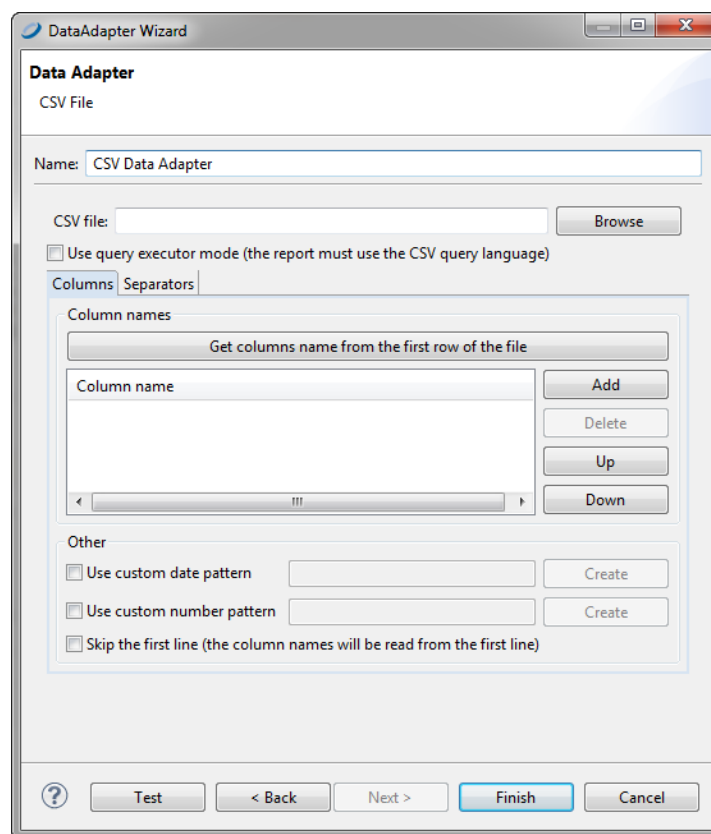 DataAdapter Wizard
Data Adapter
CSV File
Name: CSV Data Adapter
CSV file: Browse
Use query executor mode (the report must use the CSV query language)
Columns Separators
Column names
Get columns name from the first row of the file
Column name
Add
Delete
Up
Down
Other
Use custom date pattern Create
Use custom number pattern Create
Skip the first line (the column names will be read from the first line)
? Test < Back Next > Finish Cancel